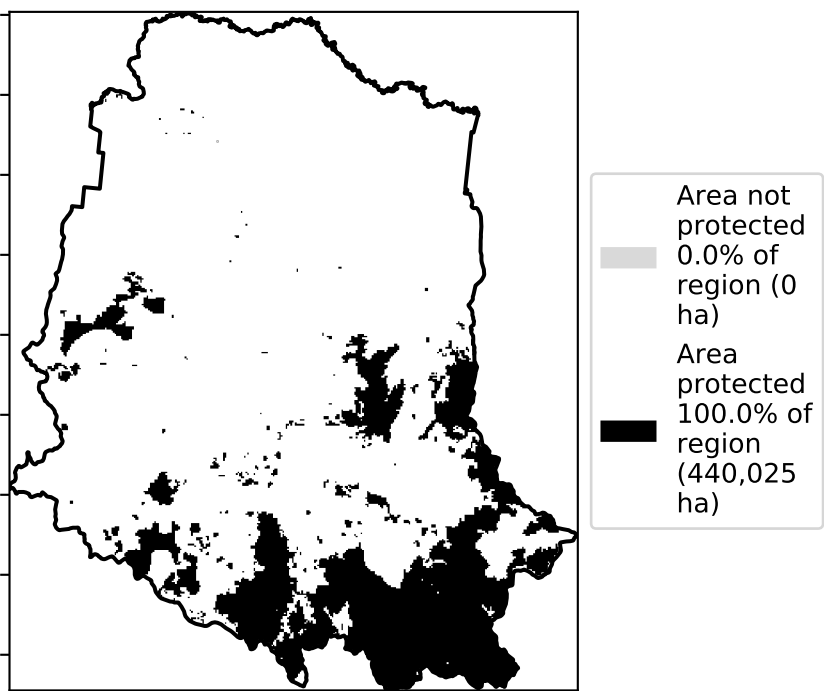 Area not
protected
0.0% of
region (0
ha)
Area
protected
100.0% of
region
(440,025
ha)